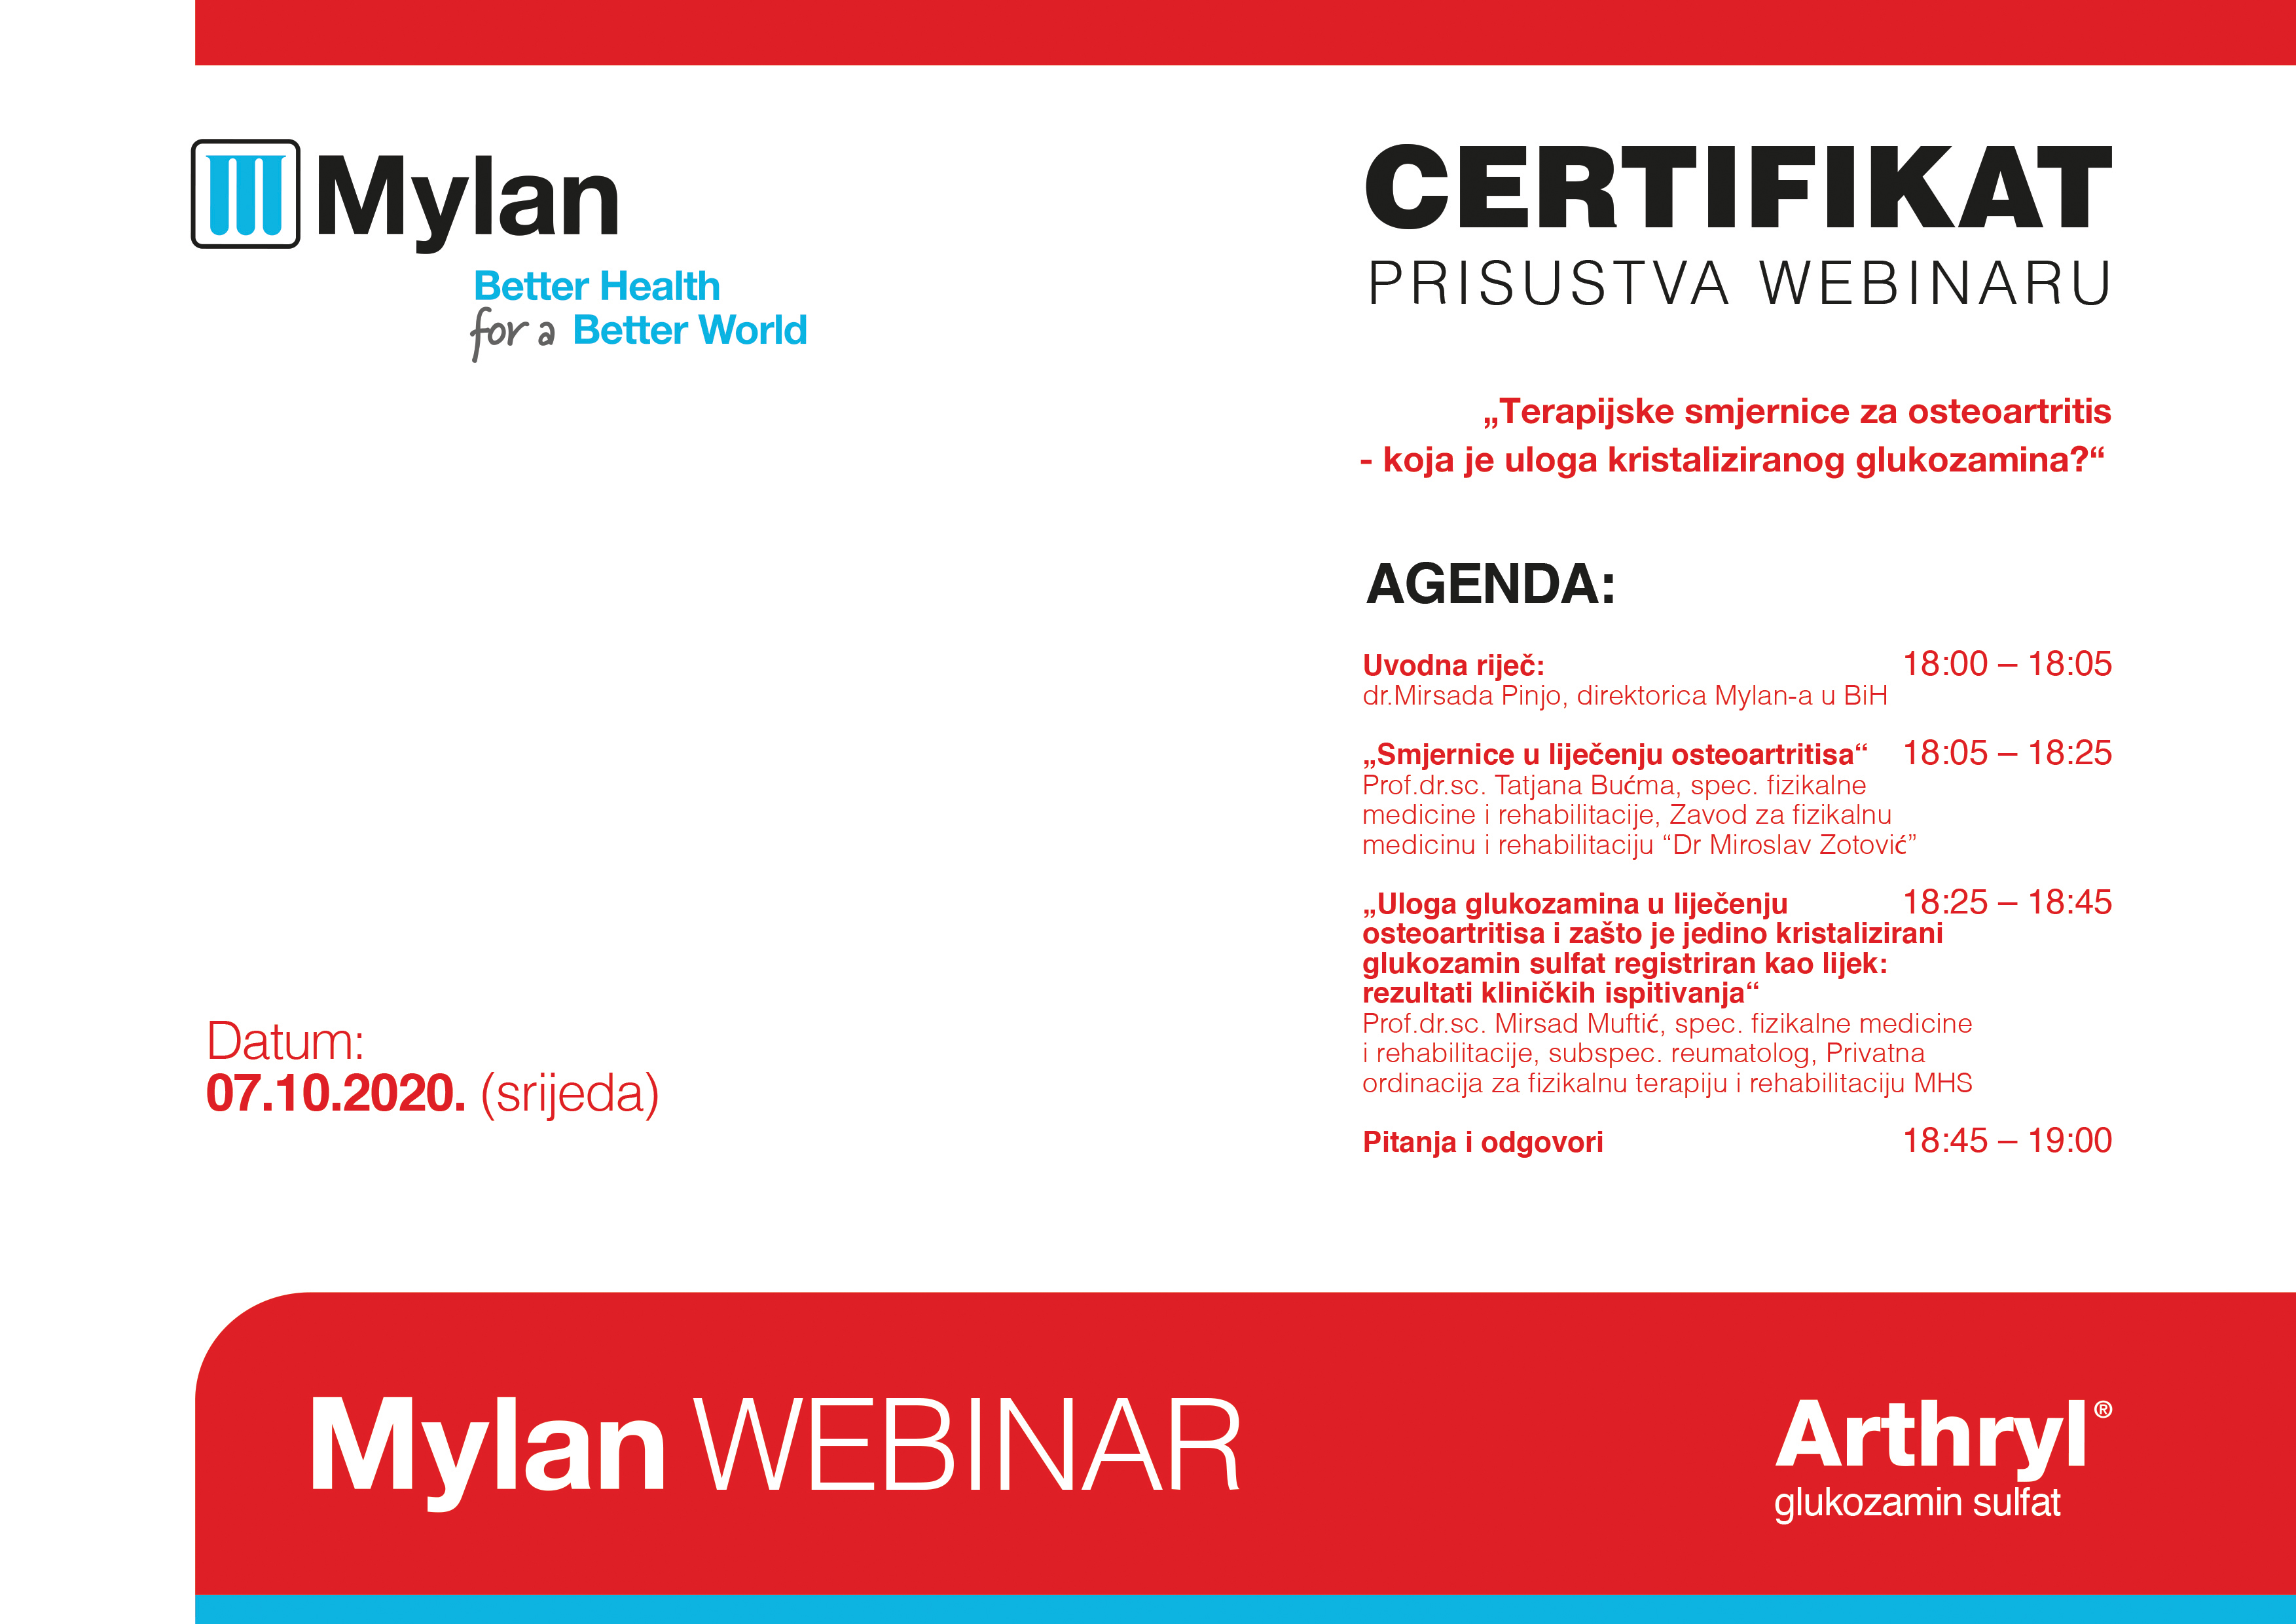 Mylan
Better Health
for a Better World
CERTIFIKAT
PRISUSTVA WEBINARU
„Terapijske smjernice za osteoartritis
- koja je uloga kristaliziranog glukozamina?“
AGENDA:
Uvodna riječ: 18:00 – 18:05
dr.Mirsada Pinjo, direktorica Mylan-a u BiH
„Smjernice u liječenju osteoartritisa“ 18:05 – 18:25
Prof.dr.sc. Tatjana Bućma, spec. fizikalne
medicine i rehabilitacije, Zavod za fizikalnu
medicinu i rehabilitaciju “Dr Miroslav Zotović”
„Uloga glukozamina u liječenju 18:25 – 18:45
osteoartritisa i zašto je jedino kristalizirani
glukozamin sulfat registriran kao lijek:
rezultati kliničkih ispitivanja“
Prof.dr.sc. Mirsad Muftić, spec. fizikalne medicine
i rehabilitacije, subspec. reumatolog, Privatna
ordinacija za fizikalnu terapiju i rehabilitaciju MHS
Pitanja i odgovori 18:45 – 19:00
Datum:
07.10.2020. (srijeda)
Mylan WEBINAR
Arthryl®
glukozamin sulfat